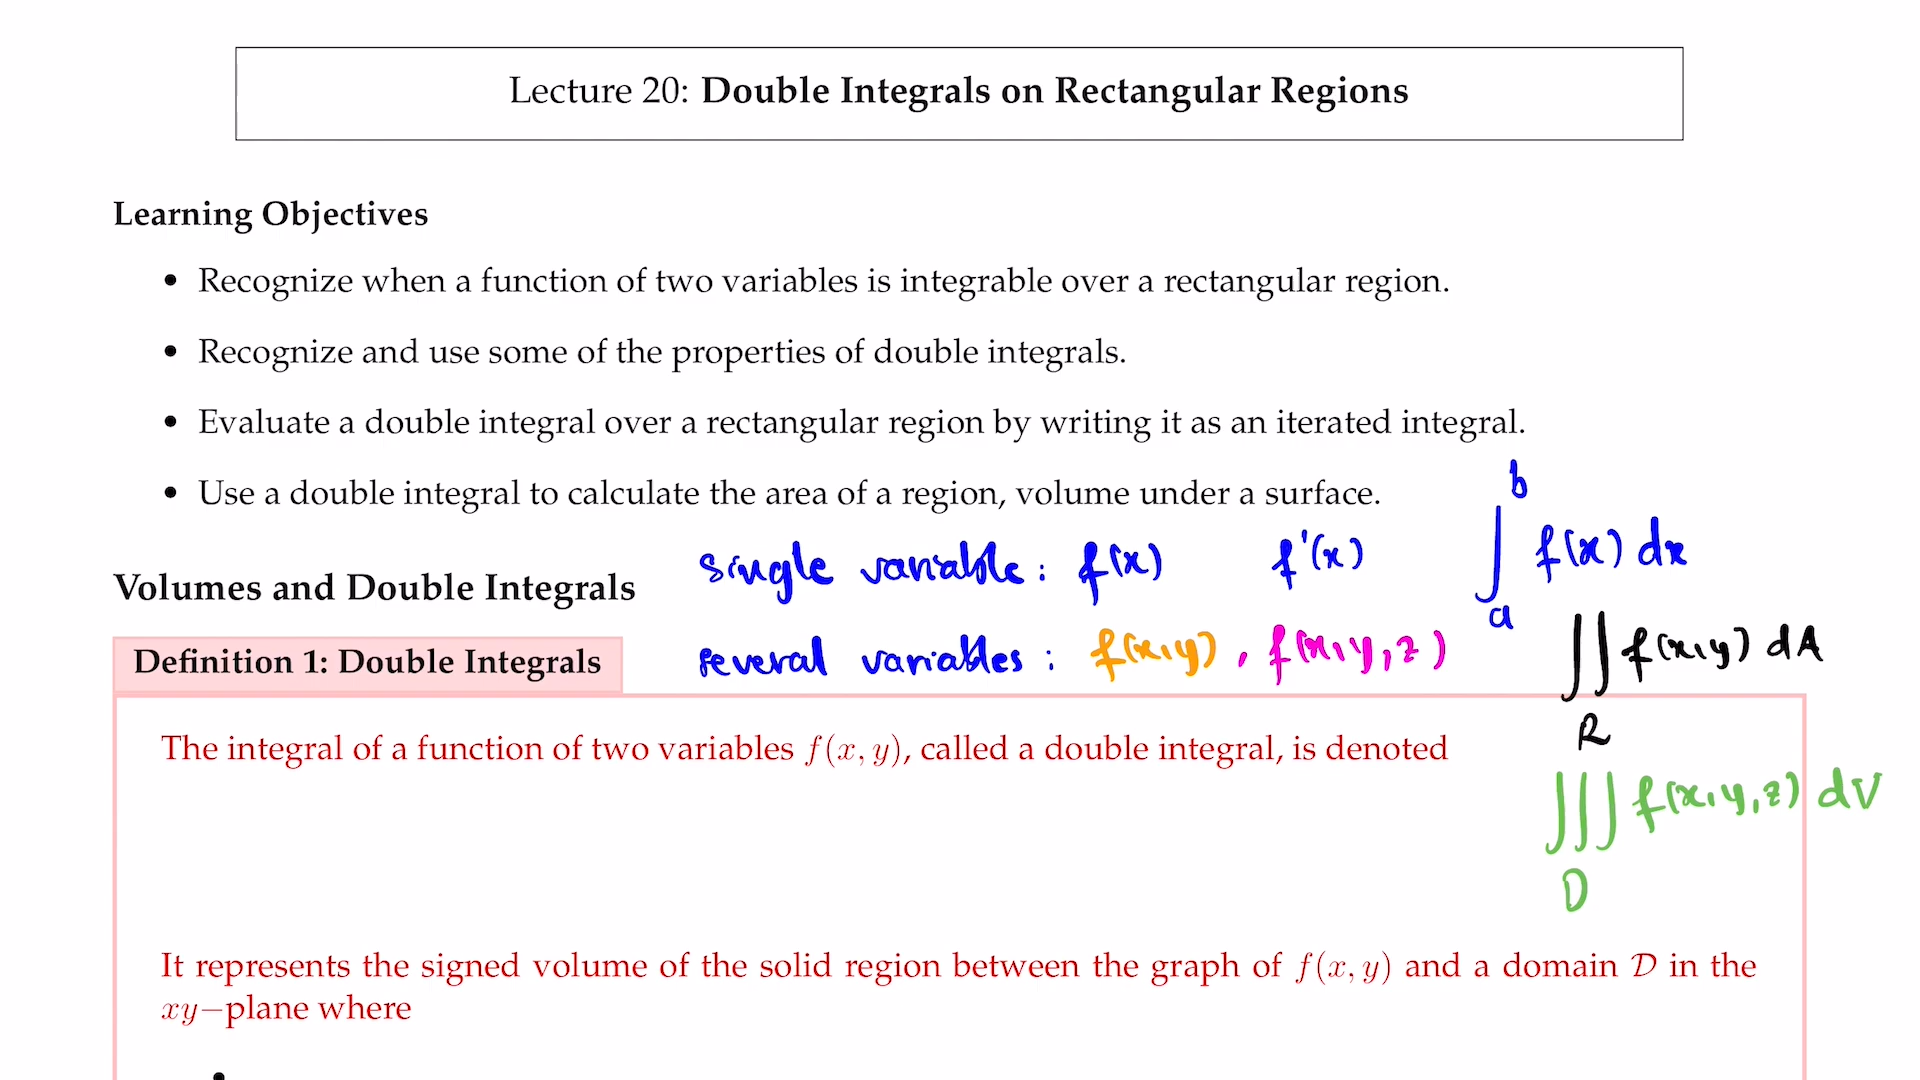 Lecture 20: Double Integrals on Rectangular Regions
Learning Objectives
• Recognize when a function of two variables is integrable over a rectangular region.
• Recognize and use some of the properties of double integrals.
• Evaluate a double integral over a rectangular region by writing it as an iterated integral.
• Use a double integral to calculate the area of a region, volume under a surface.
single variable: f(x) f'(x) ∫_a^b f(x) dx
Volumes and Double Integrals
several variables: f(x,y), f(x,y,z) ∬_R f(x,y) dA
Definition 1: Double Integrals
The integral of a function of two variables f(x, y), called a double integral, is denoted
∭_D f(x,y,z) dV
It represents the signed volume of the solid region between the graph of f(x, y) and a domain 𝒟 in the
xy−plane where